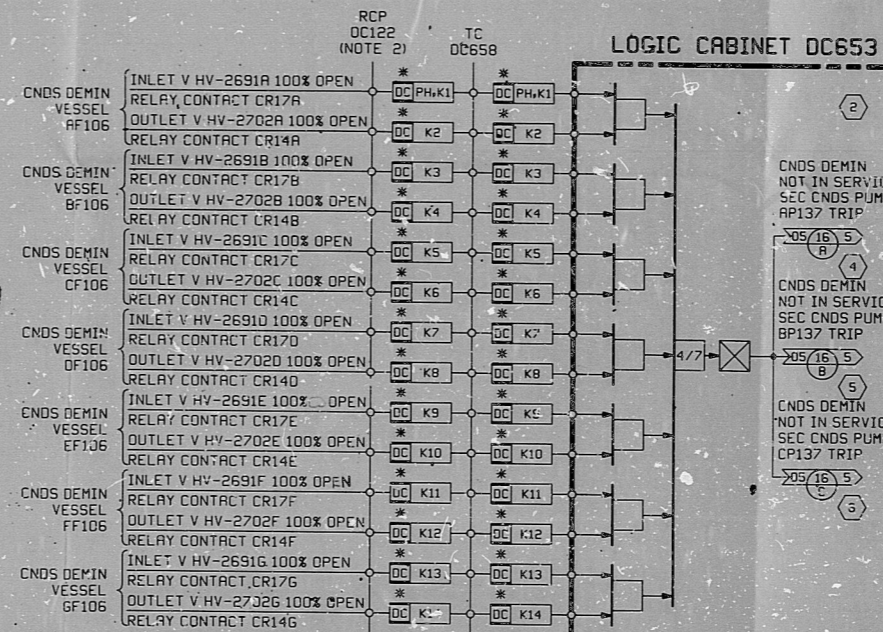 RCP
DC122
(NOTE 2)
TC
DC658
LOGIC CABINET DC653
CNDS DEMIN
VESSEL
AF106
INLET V HV-2691A 100% OPEN
RELAY CONTACT CR17A
OUTLET V HV-2702A 100% OPEN
RELAY CONTACT CR14A
* *
DC PH,K1 DC PH,K1
* *
DC K2 DC K2
2
CNDS DEMIN
VESSEL
BF106
INLET V HV-2691B 100% OPEN
RELAY CONTACT CR17B
OUTLET V HV-2702B 100% OPEN
RELAY CONTACT CR14B
* *
DC K3 DC K3
* *
DC K4 DC K4
CNDS DEMIN
VESSEL
CF106
INLET V HV-2691C 100% OPEN
RELAY CONTACT CR17C
OUTLET V HV-2702C 100% OPEN
RELAY CONTACT CR14C
* *
DC K5 DC K5
* *
DC K6 DC K6
CNDS DEMIN
VESSEL
DF106
INLET V HV-2691D 100% OPEN
RELAY CONTACT CR17D
OUTLET V HV-2702D 100% OPEN
RELAY CONTACT CR14D
* *
DC K7 DC K7
* *
DC K8 DC K8
CNDS DEMIN
VESSEL
EF106
INLET V HV-2691E 100% OPEN
RELAY CONTACT CR17E
OUTLET V HV-2702E 100% OPEN
RELAY CONTACT CR14E
* *
DC K9 DC K9
* *
DC K10 DC K10
CNDS DEMIN
VESSEL
FF106
INLET V HV-2691F 100% OPEN
RELAY CONTACT CR17F
OUTLET V HV-2702F 100% OPEN
RELAY CONTACT CR14F
* *
DC K11 DC K11
* *
DC K12 DC K12
CNDS DEMIN
VESSEL
GF106
INLET V HV-2691G 100% OPEN
RELAY CONTACT CR17G
OUTLET V HV-2702G 100% OPEN
RELAY CONTACT CR14G
* *
DC K13 DC K13
* *
DC DC K14
4/7
CNDS DEMIN
NOT IN SERVIC
SEC CNDS PUM
AP137 TRIP
05 16 5
A
4
CNDS DEMIN
NOT IN SERVIC
SEC CNDS PUM
BP137 TRIP
05 16 5
B
5
CNDS DEMIN
NOT IN SERVIC
SEC CNDS PUM
CP137 TRIP
05 16 5
C
6